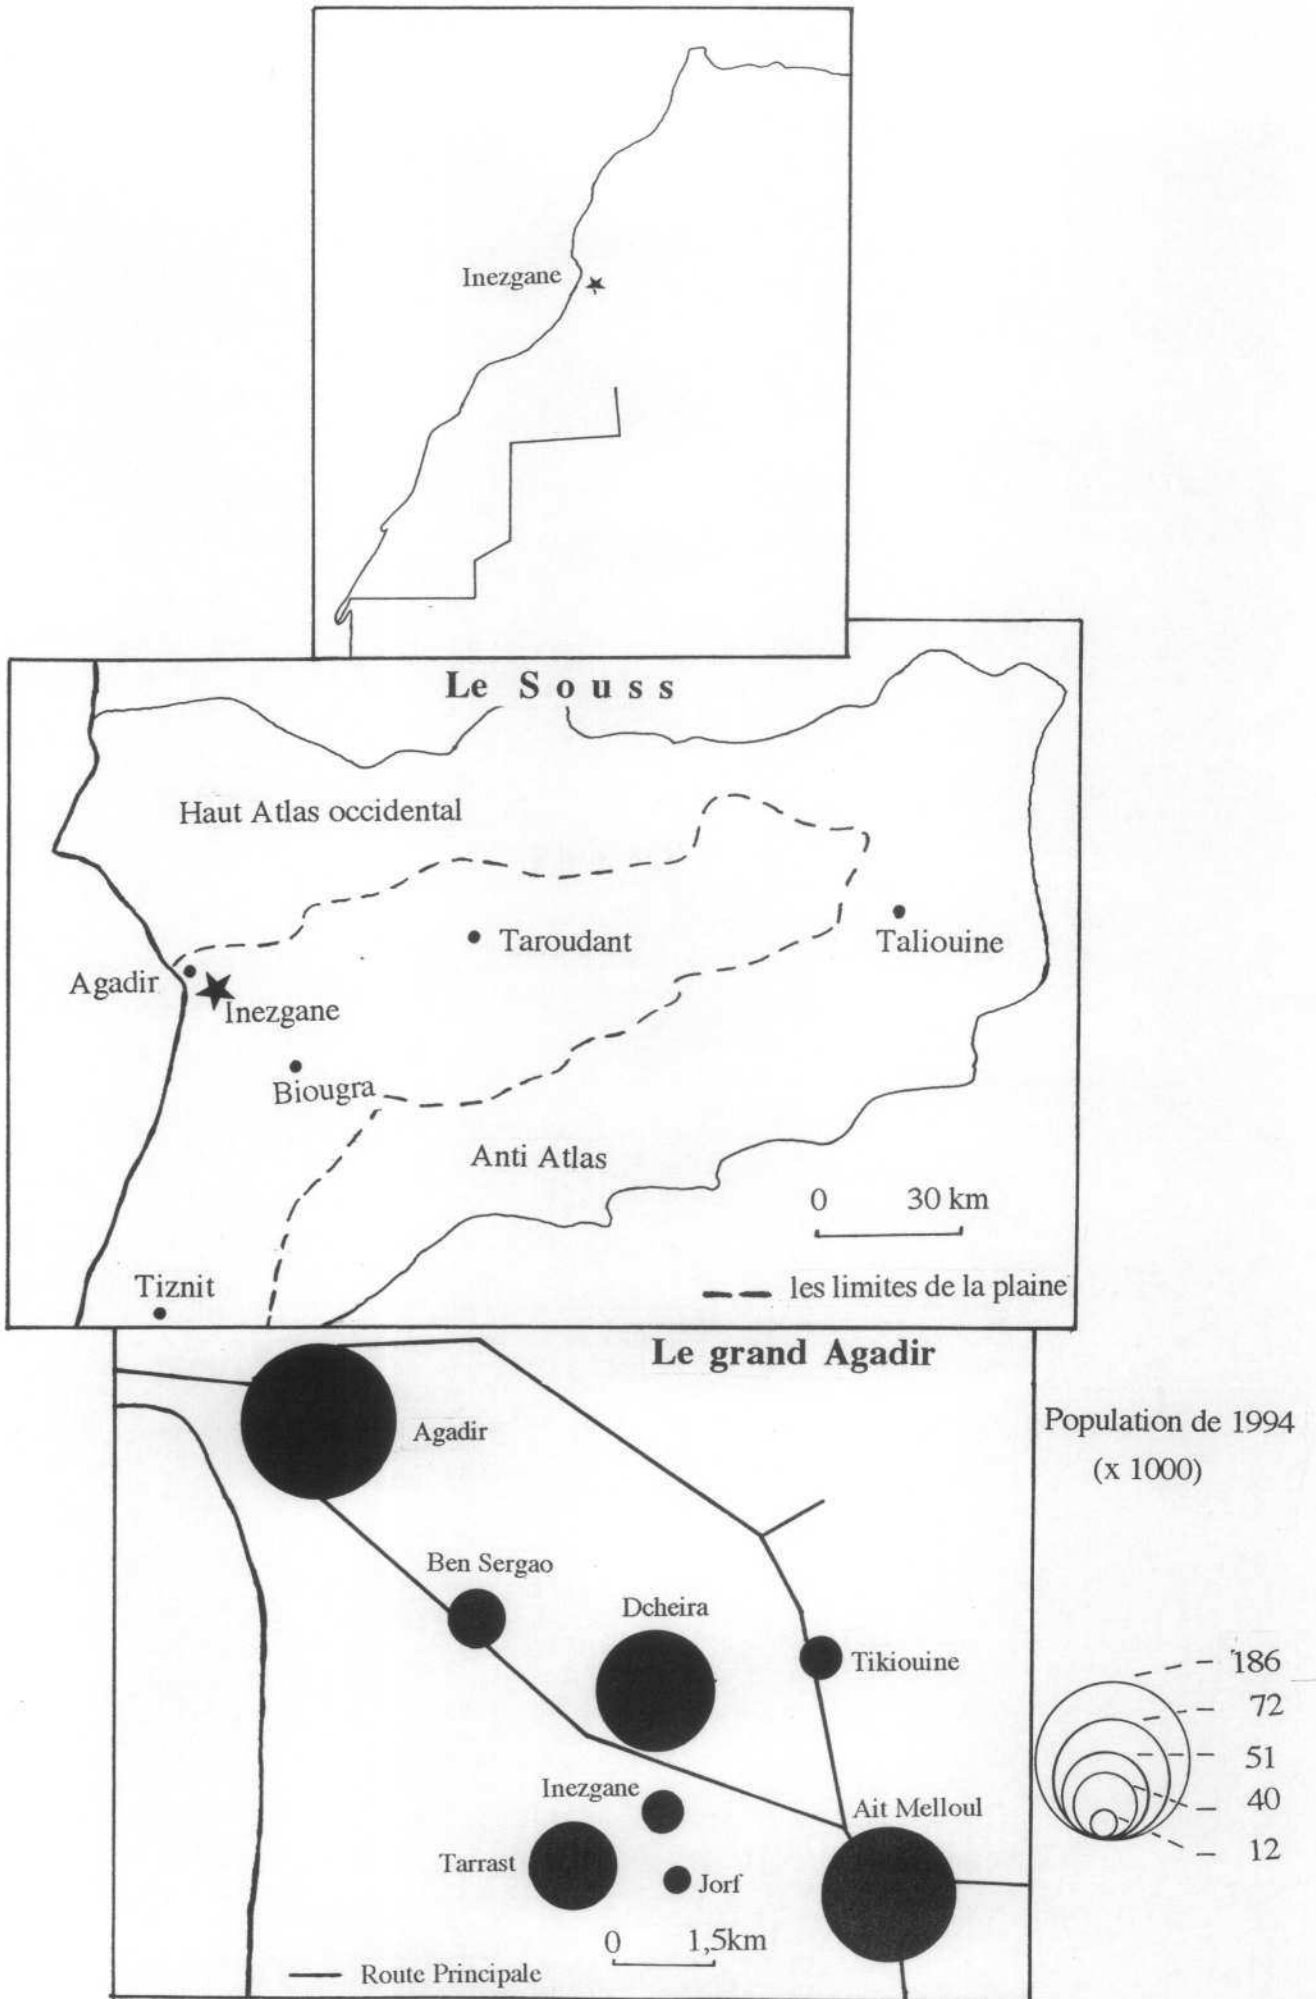 Inezgane
Le Souss
Haut Atlas occidental
Taroudant
Taliouine
Agadir
Inezgane
Biougra
Anti Atlas
0 30 km
Tiznit
les limites de la plaine
Le grand Agadir
Agadir
Population de 1994
(x 1000)
Ben Sergao
Dcheira
Tikiouine
186
72
51
40
12
Inezgane
Ait Melloul
Tarrast
Jorf
0 1,5km
Route Principale